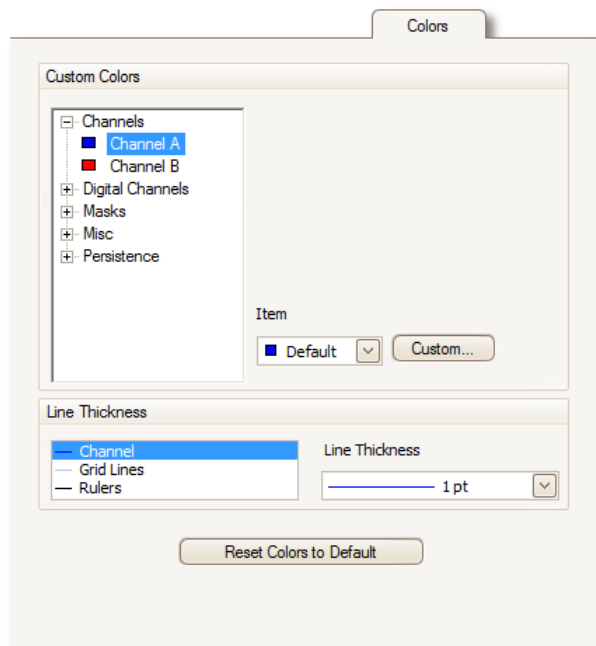 Colors
Custom Colors
Channels
Channel A
Channel B
Digital Channels
Masks
Misc
Persistence
Item
Default
Custom...
Line Thickness
Channel
Grid Lines
Rulers
Line Thickness
1 pt
Reset Colors to Default